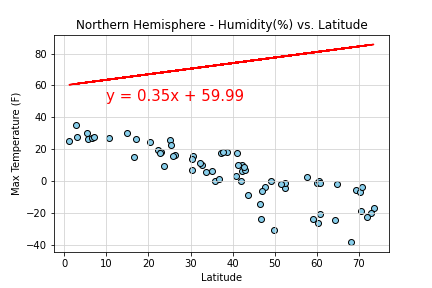 Northern Hemisphere - Humidity(%) vs. Latitude
Max Temperature (F)
80
60
40
20
0
−20
−40
y = 0.35x + 59.99
0 10 20 30 40 50 60 70
Latitude